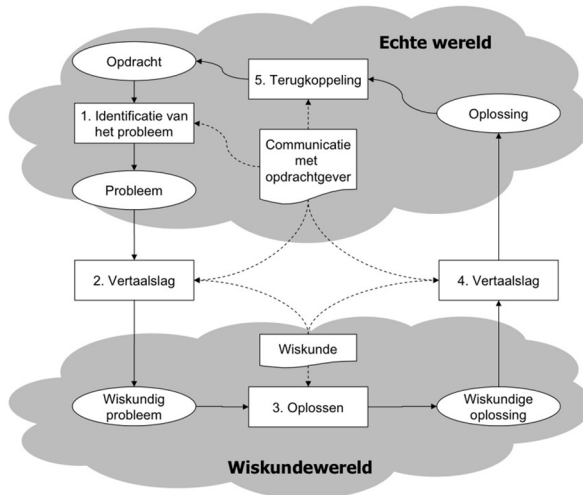 Echte wereld
Opdracht
5. Terugkoppeling
1. Identificatie van
het probleem
Oplossing
Communicatie
met
opdrachtgever
Probleem
2. Vertaalslag
4. Vertaalslag
Wiskunde
Wiskundig
probleem
3. Oplossen
Wiskundige
oplossing
Wiskundewereld